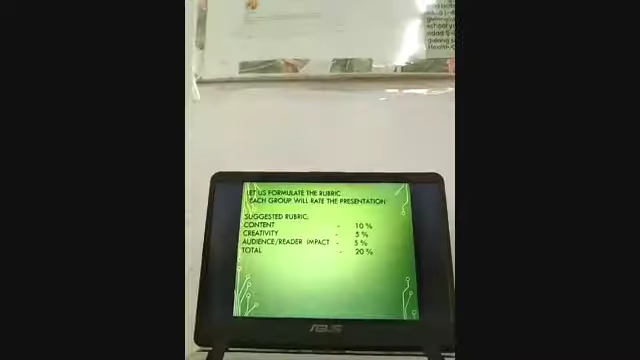 LET US FORMULATE THE RUBRIC
EACH GROUP WILL RATE THE PRESENTATION
SUGGESTED RUBRIC:
CONTENT - 10 %
CREATIVITY - 5 %
AUDIENCE/READER IMPACT - 5 %
TOTAL - 20 %
ASUS